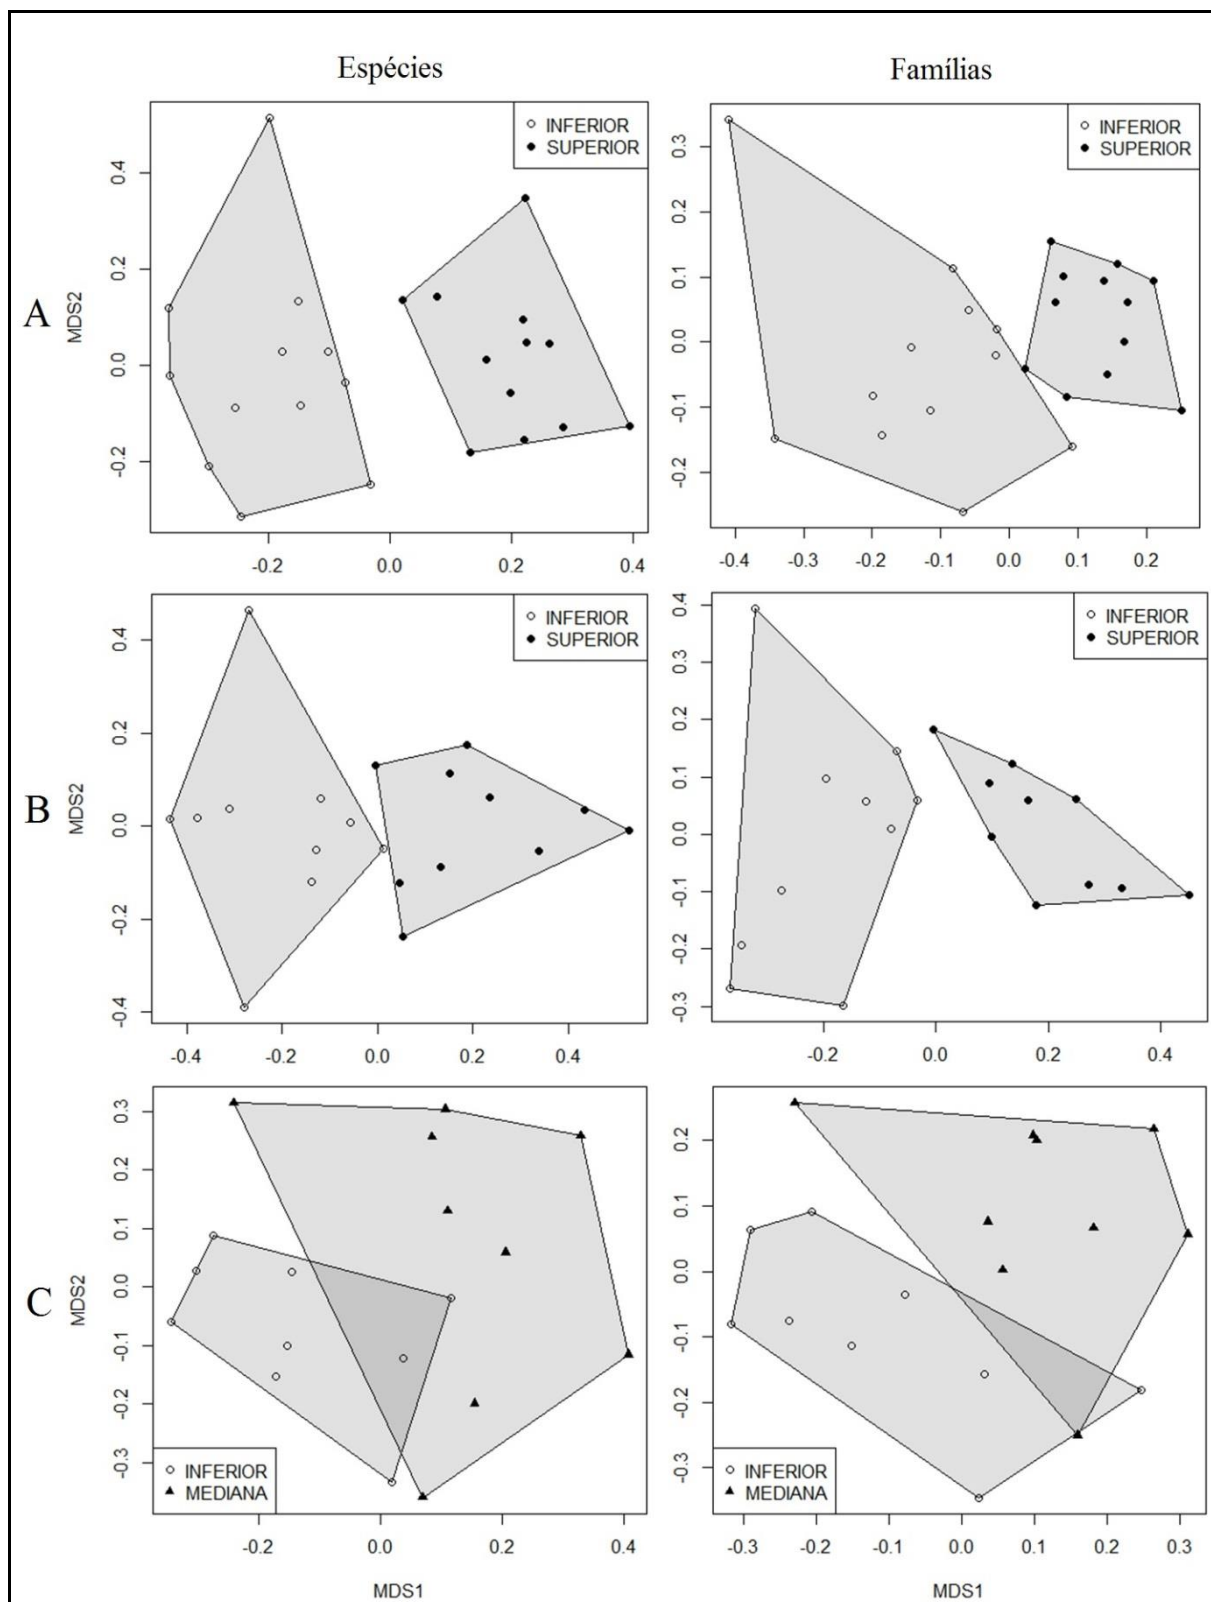 Espécies Famílias
A
MDS2
0.4
0.2
0.0
-0.2
-0.2 0.0 0.2 0.4
INFERIOR
SUPERIOR
0.3
0.2
0.1
0.0
-0.1
-0.2
-0.4 -0.3 -0.2 -0.1 0.0 0.1 0.2
INFERIOR
SUPERIOR
B
MDS2
0.4
0.2
0.0
-0.2
-0.4
-0.4 -0.2 0.0 0.2 0.4
INFERIOR
SUPERIOR
0.4
0.3
0.2
0.1
0.0
-0.1
-0.2
-0.3
-0.2 0.0 0.2 0.4
INFERIOR
SUPERIOR
C
MDS2
0.3
0.2
0.1
0.0
-0.1
-0.2
-0.3
INFERIOR
MEDIANA
-0.2 0.0 0.2 0.4
MDS1
0.2
0.1
0.0
-0.1
-0.2
-0.3
INFERIOR
MEDIANA
-0.3 -0.2 -0.1 0.0 0.1 0.2 0.3
MDS1